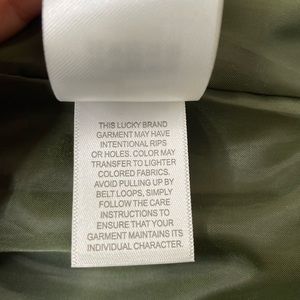 THIS LUCKY BRAND
GARMENT MAY HAVE
INTENTIONAL RIPS
OR HOLES. COLOR MAY
TRANSFER TO LIGHTER
COLORED FABRICS.
AVOID PULLING UP BY
BELT LOOPS, SIMPLY
FOLLOW THE CARE
INSTRUCTIONS TO
ENSURE THAT YOUR
GARMENT MAINTAINS ITS
INDIVIDUAL CHARACTER.